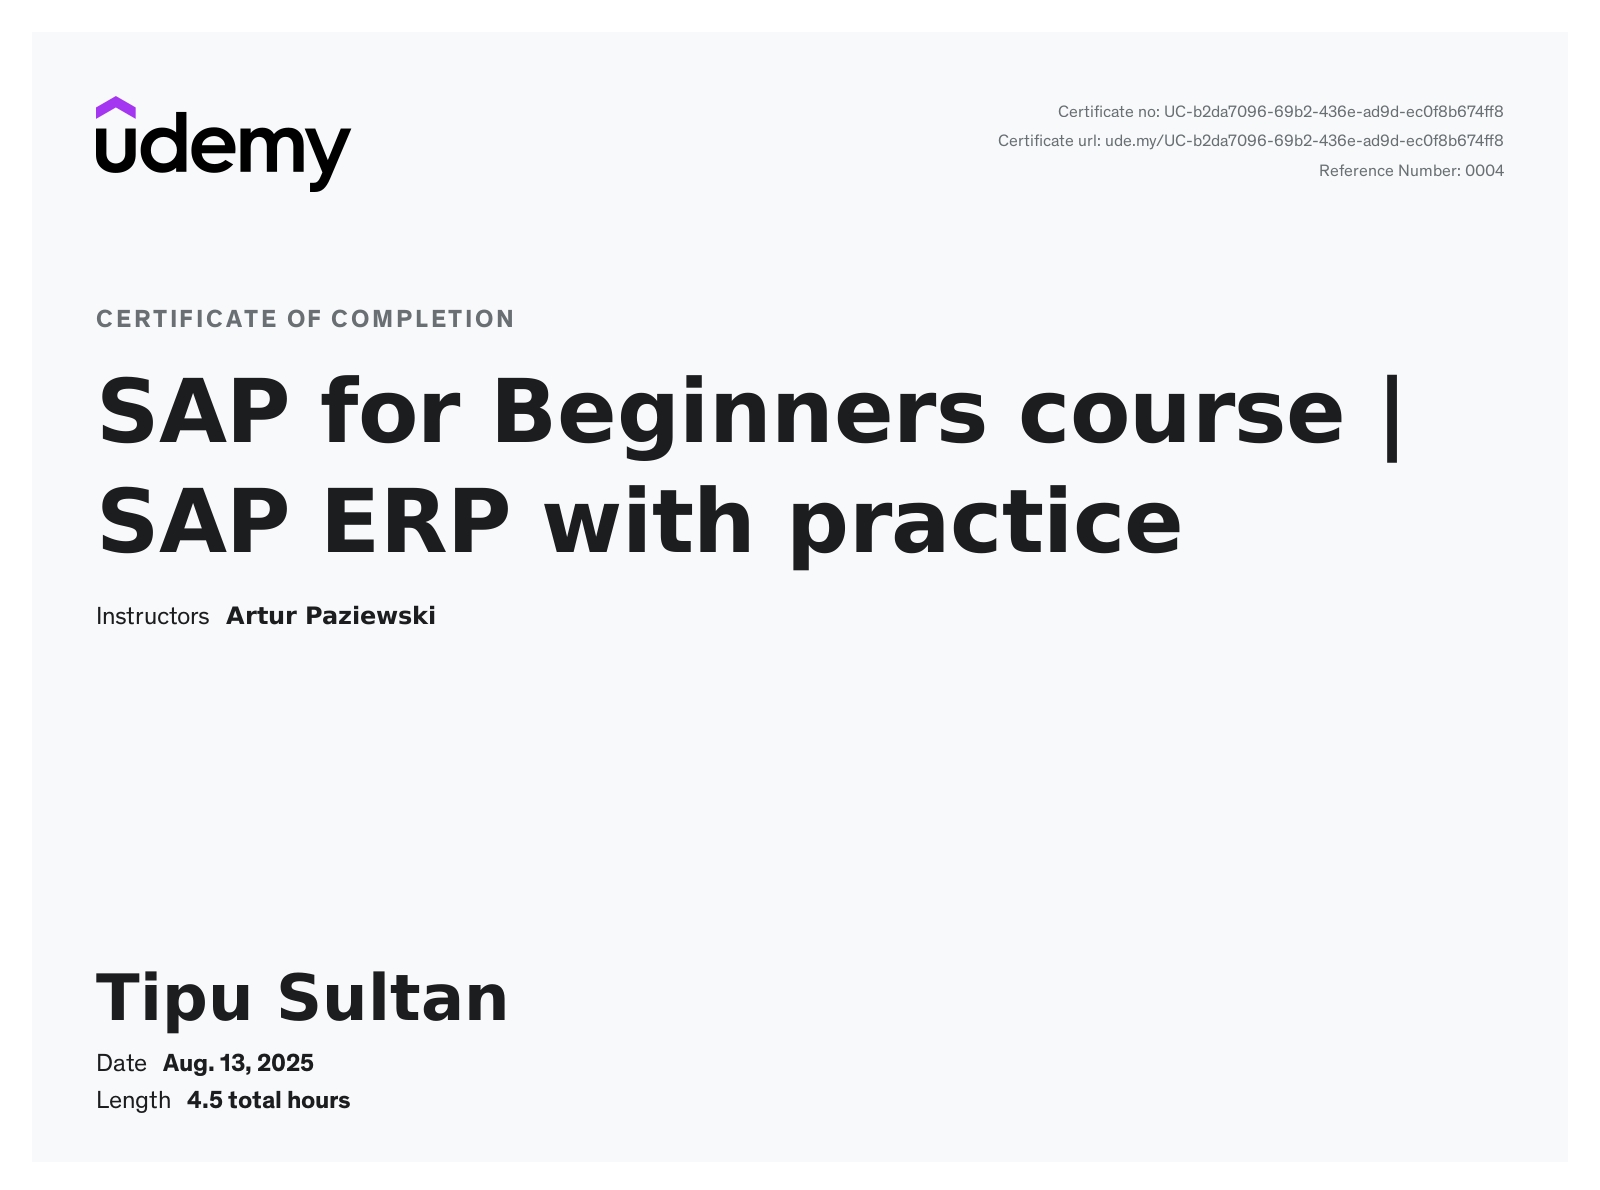 udemy
Certificate no: UC-b2da7096-69b2-436e-ad9d-ec0f8b674ff8
Certificate url: ude.my/UC-b2da7096-69b2-436e-ad9d-ec0f8b674ff8
Reference Number: 0004
CERTIFICATE OF COMPLETION
SAP for Beginners course |
SAP ERP with practice
Instructors Artur Paziewski
Tipu Sultan
Date Aug. 13, 2025
Length 4.5 total hours